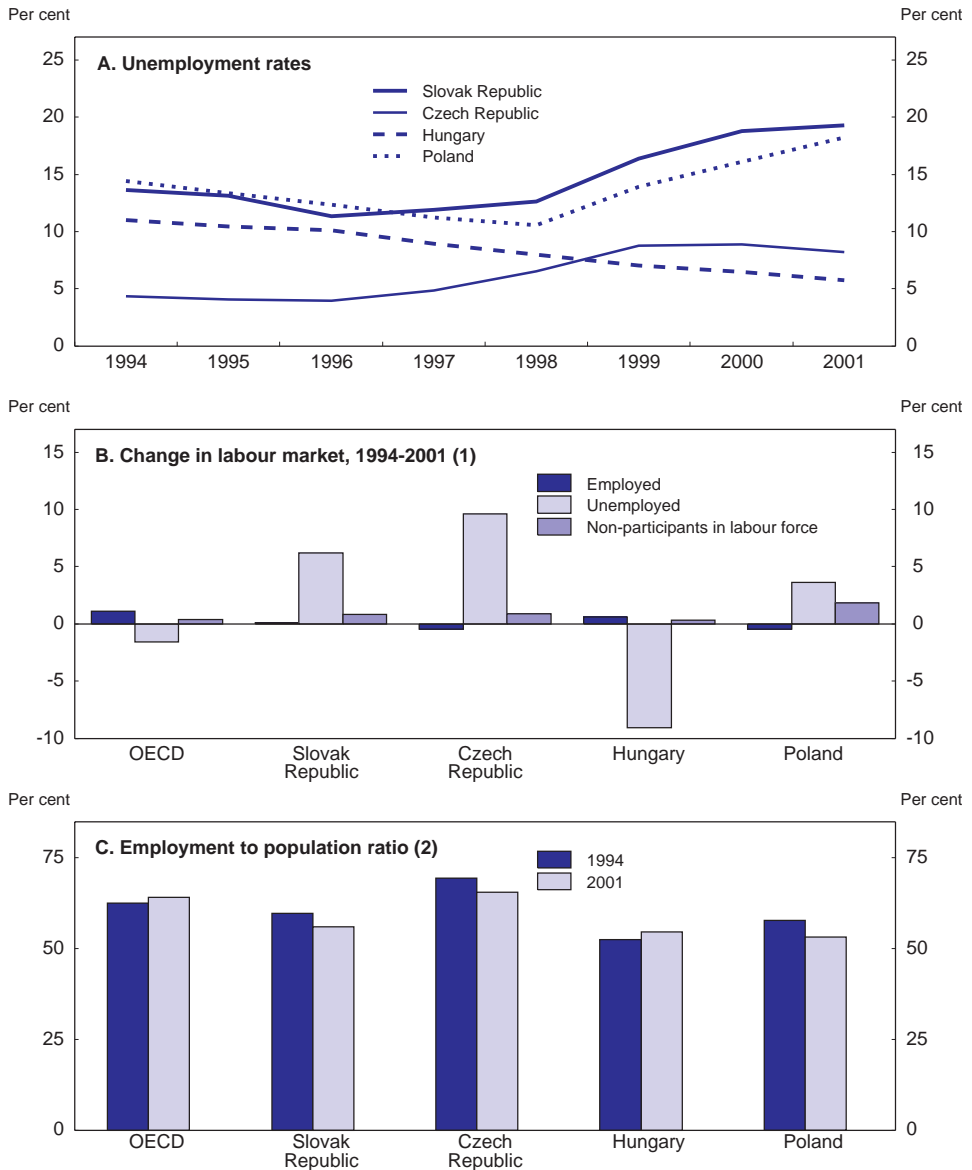 Per cent Per cent
25 25
A. Unemployment rates
Slovak Republic
20 20
Czech Republic
Hungary
Poland
15 15
10 10
5 5
0 0
1994 1995 1996 1997 1998 1999 2000 2001
Per cent Per cent
15 15
B. Change in labour market, 1994-2001 (1)
Employed
10 10
Unemployed
Non-participants in labour force
5 5
0 0
-5 -5
-10 -10
OECD Slovak Czech Hungary Poland
Republic Republic
Per cent Per cent
C. Employment to population ratio (2)
75 75
1994
2001
50 50
25 25
0 0
OECD Slovak Czech Hungary Poland
Republic Republic